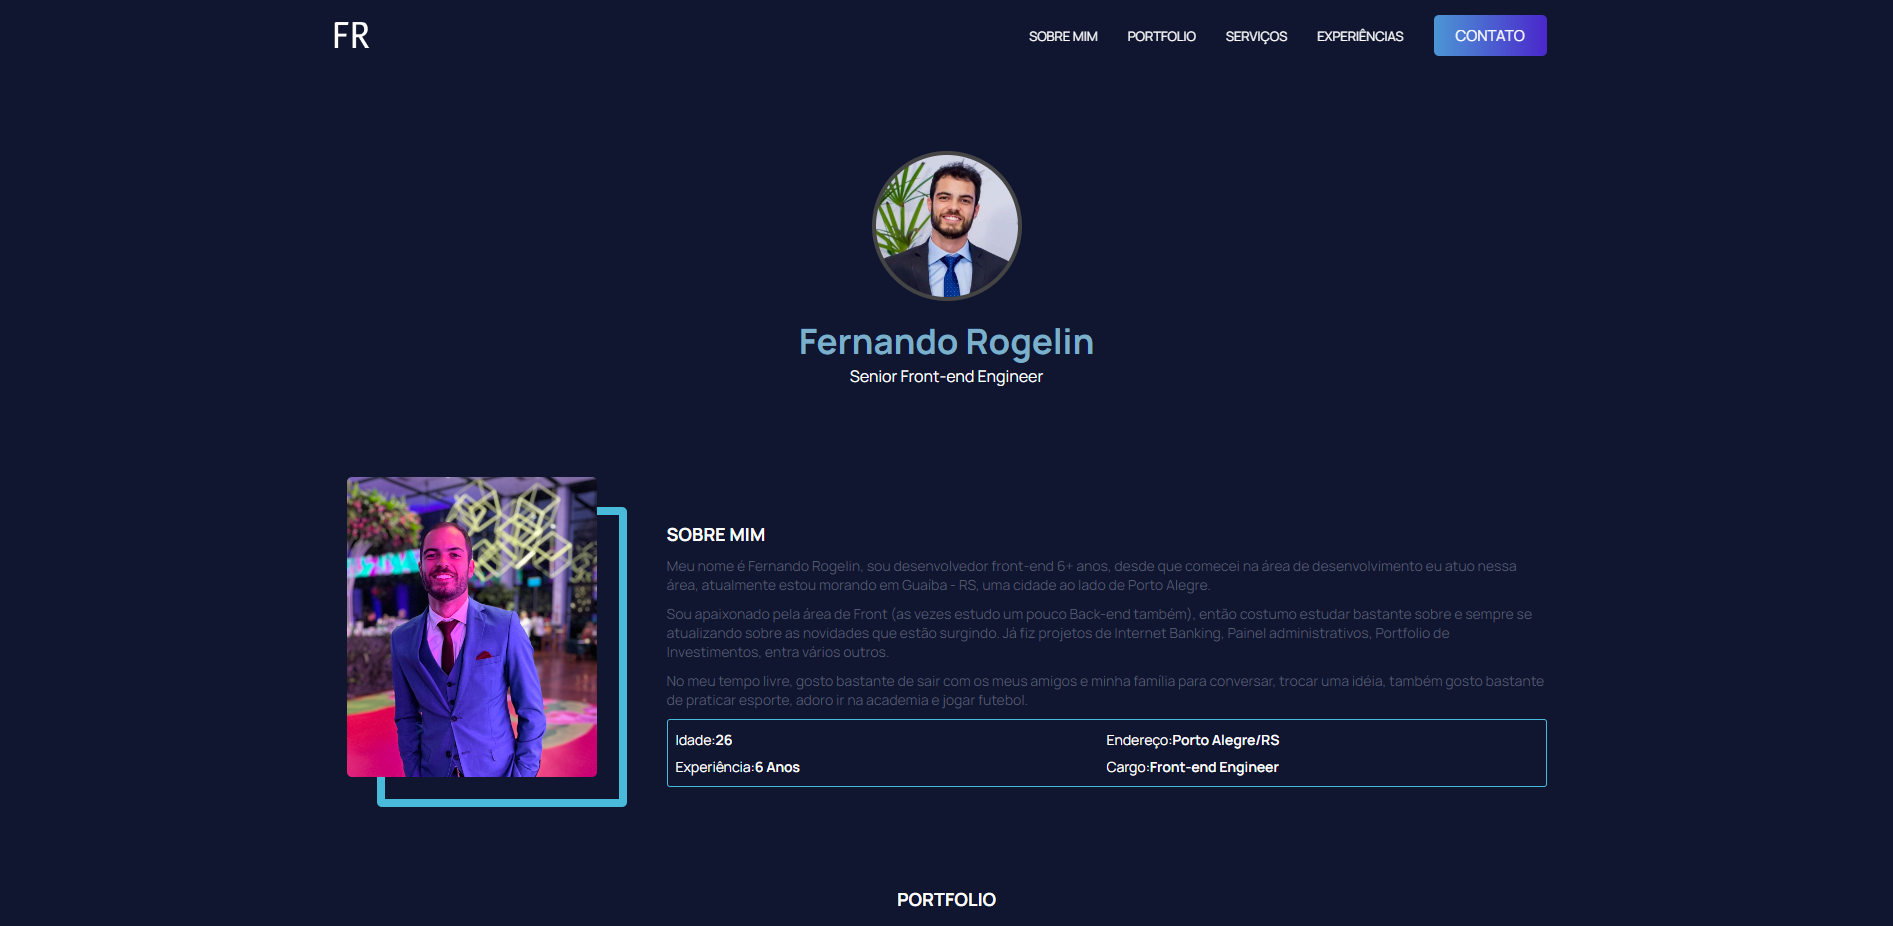 FR
SOBRE MIM
PORTFOLIO
SERVIÇOS
EXPERIÊNCIAS
CONTATO
Fernando Rogelin
Senior Front-end Engineer
SOBRE MIM
Meu nome é Fernando Rogelin, sou desenvolvedor front-end 6+ anos, desde que comecei na área de desenvolvimento eu atuo nessa
área, atualmente estou morando em Guaíba - RS, uma cidade ao lado de Porto Alegre.
Sou apaixonado pela área de Front (as vezes estudo um pouco Back-end também), então costumo estudar bastante sobre e sempre se
atualizando sobre as novidades que estão surgindo. Já fiz projetos de Internet Banking, Painel administrativos, Portfolio de
Investimentos, entra vários outros.
No meu tempo livre, gosto bastante de sair com os meus amigos e minha família para conversar, trocar uma idéia, também gosto bastante
de praticar esporte, adoro ir na academia e jogar futebol.
Idade:26
Endereço:Porto Alegre/RS
Experiência:6 Anos
Cargo:Front-end Engineer
PORTFOLIO